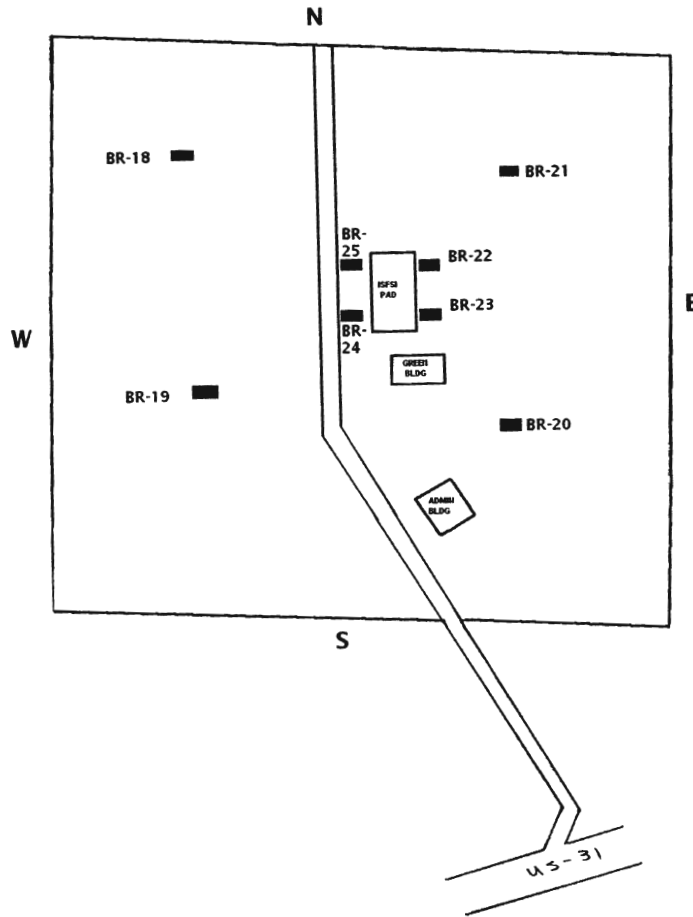 N
BR-18
BR-21
BR-
25
BR-22
ISFSI
PAD
BR-23
E
W
BR-
24
GREEN
BLDG
BR-19
BR-20
ADMIN
BLDG
S
US-31